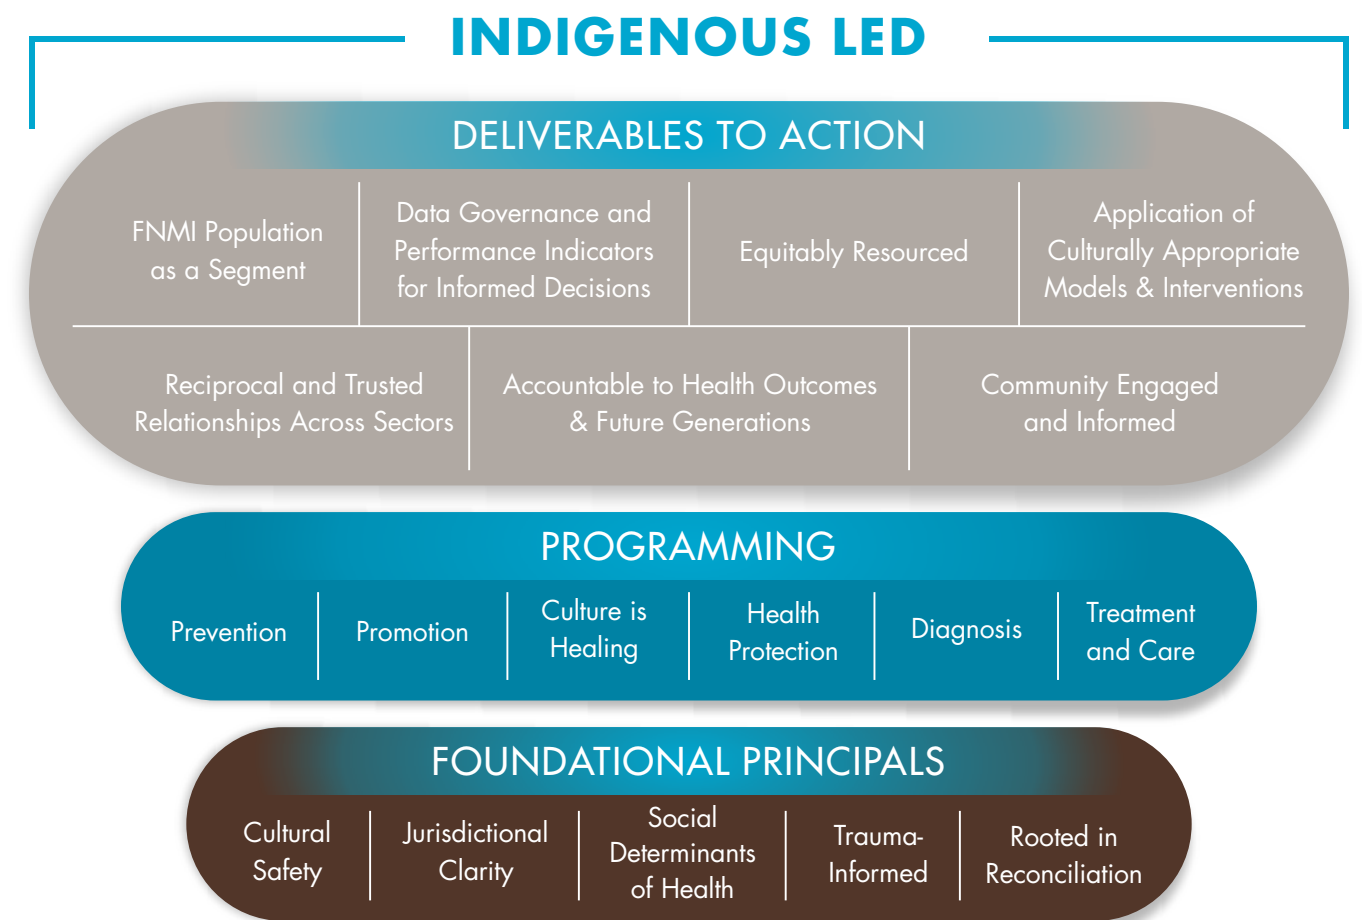 INDIGENOUS LED
DELIVERABLES TO ACTION
FNMI Population
as a Segment
Data Governance and
Performance Indicators
for Informed Decisions
Equitably Resourced
Application of
Culturally Appropriate
Models & Interventions
Reciprocal and Trusted
Relationships Across Sectors
Accountable to Health Outcomes
& Future Generations
Community Engaged
and Informed
PROGRAMMING
Prevention
Promotion
Culture is
Healing
Health
Protection
Diagnosis
Treatment
and Care
FOUNDATIONAL PRINCIPALS
Cultural
Safety
Jurisdictional
Clarity
Social
Determinants
of Health
Trauma-
Informed
Rooted in
Reconciliation